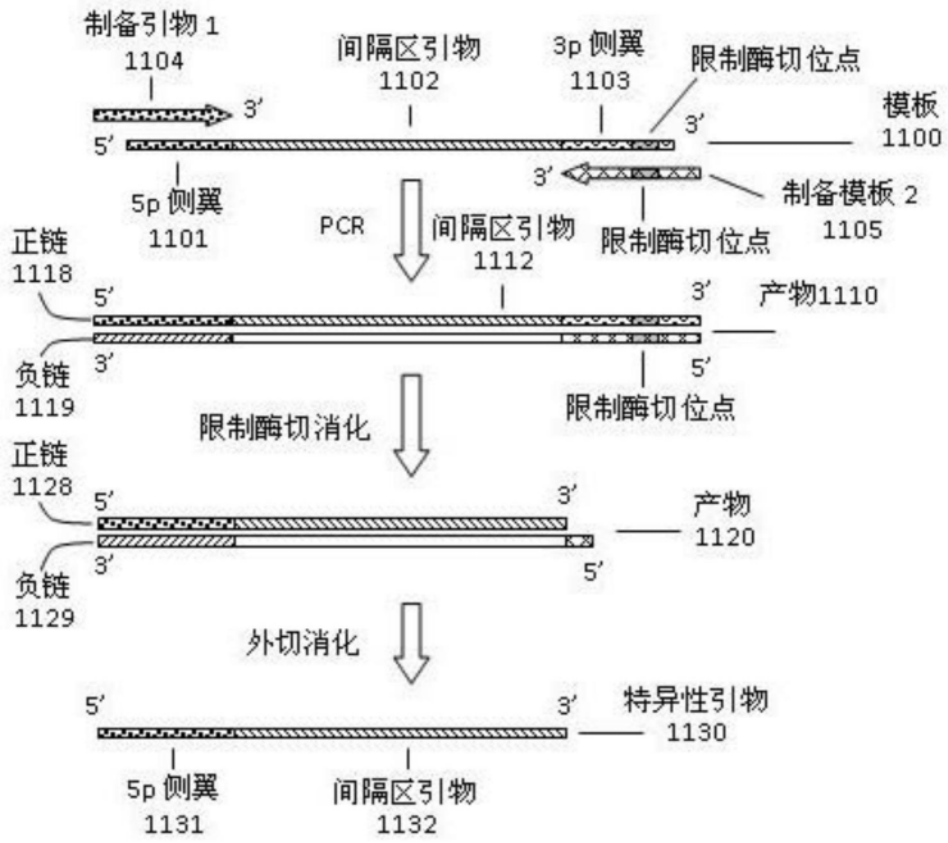 制备引物 1
1104
间隔区引物
1102
3p 侧翼
1103
限制酶切位点
3’
5’
3’
模板
1100
3’
5p 侧翼
1101
PCR
间隔区引物
1112
限制酶切位点
制备模板 2
1105
正链
1118
5’
3’
产物1110
负链
1119
3’
5’
限制酶切消化
限制酶切位点
正链
1128
5’
3’
产物
1120
负链
1129
3’
5’
外切消化
5’
3’
特异性引物
1130
5p 侧翼
1131
间隔区引物
1132